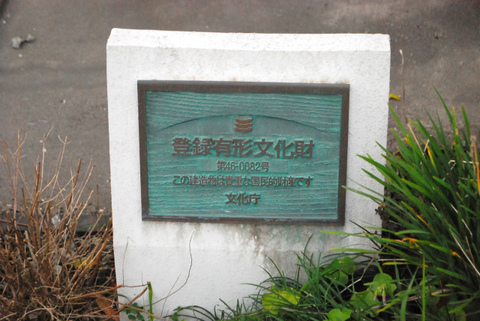 登録有形文化財
第46-0682号
この建造物は貴重な国民的財産です
文化庁